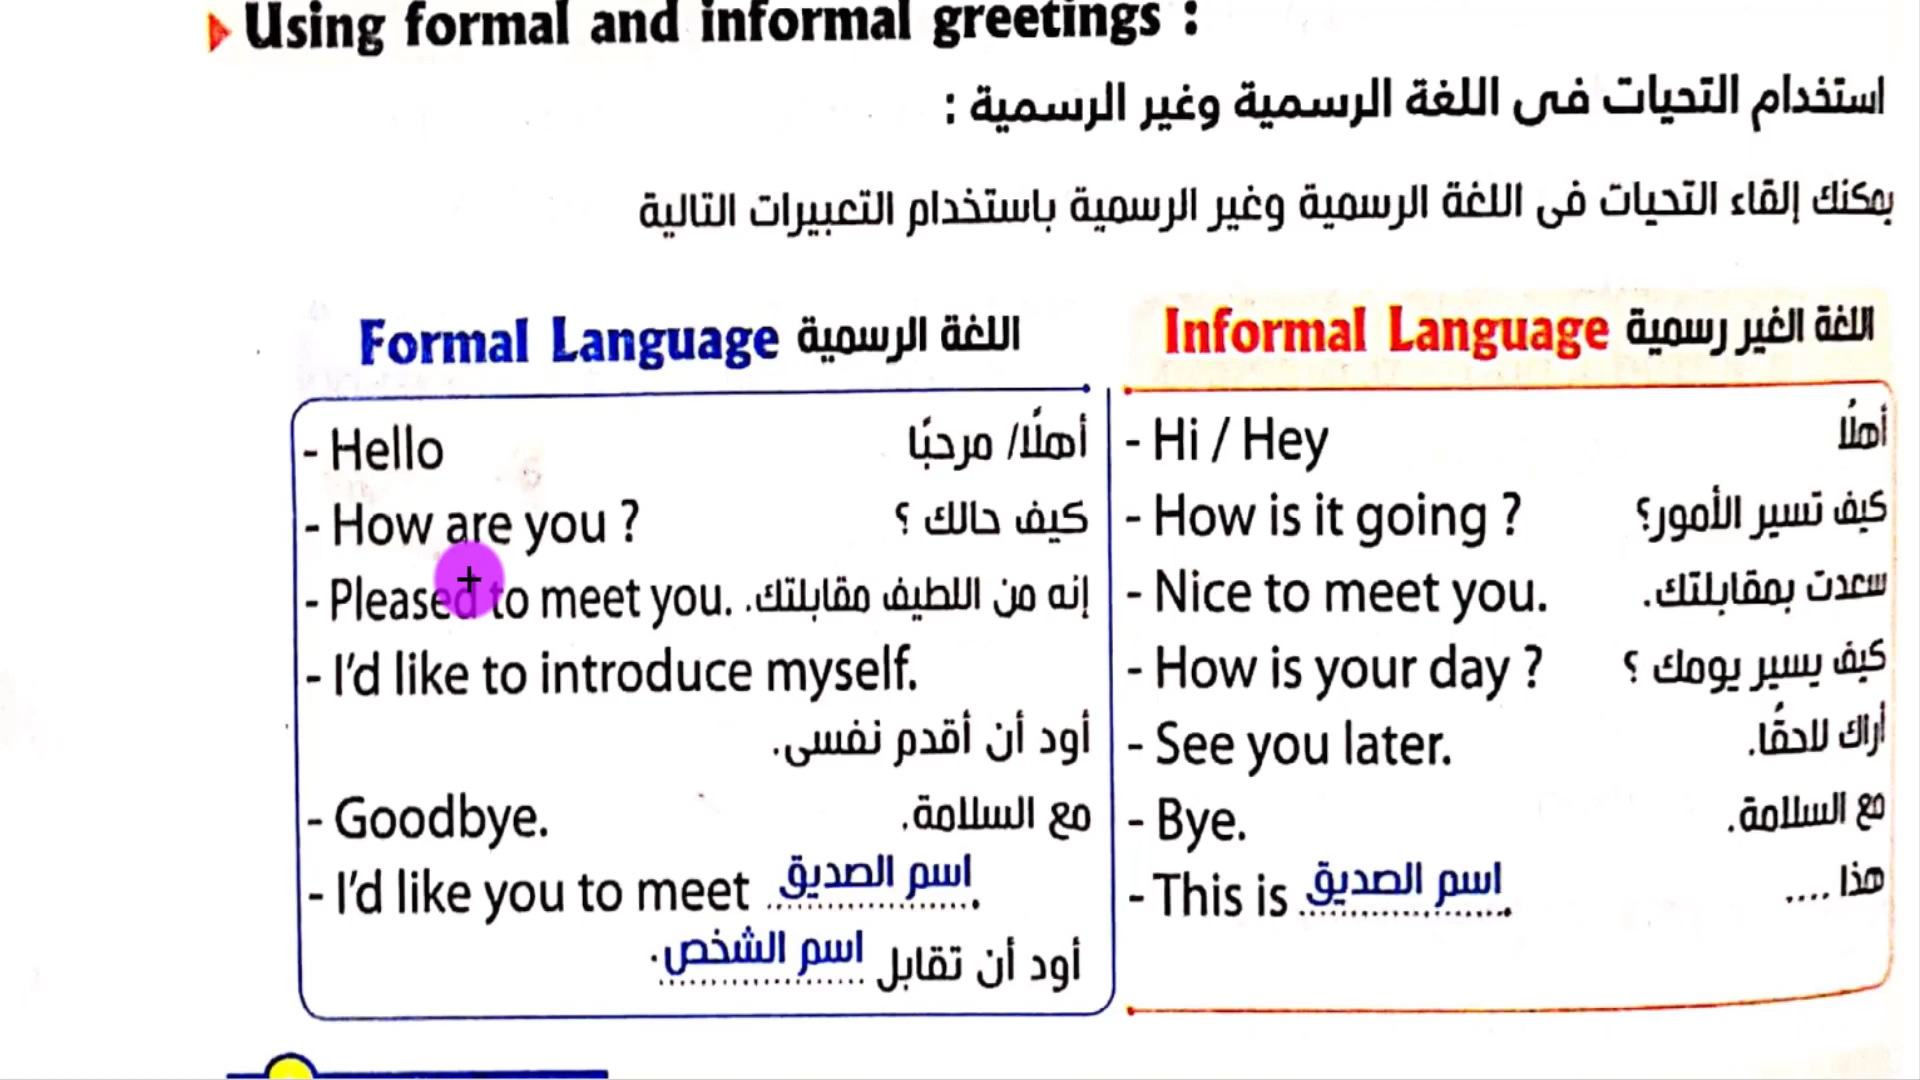 Using formal and informal greetings :
استخدام التحيات فى اللغة الرسمية وغير الرسمية :
يمكنك إلقاء التحيات فى اللغة الرسمية وغير الرسمية باستخدام التعبيرات التالية
Formal Language اللغة الرسمية
- Hello أهلًا/ مرحبًا
- How are you ? كيف حالك ؟
- Pleased to meet you. إنه من اللطيف مقابلتك.
- I'd like to introduce myself.
أود أن أقدم نفسى.
- Goodbye. مع السلامة.
- I'd like you to meet اسم الصديق.
أود أن تقابل اسم الشخص.
Informal Language اللغة الغير رسمية
- Hi / Hey أهلًا
- How is it going ? كيف تسير الأمور؟
- Nice to meet you. سعدت بمقابلتك.
- How is your day ? كيف يسير يومك ؟
- See you later. أراك لاحقًا.
- Bye. مع السلامة.
- This is اسم الصديق. هذا ....